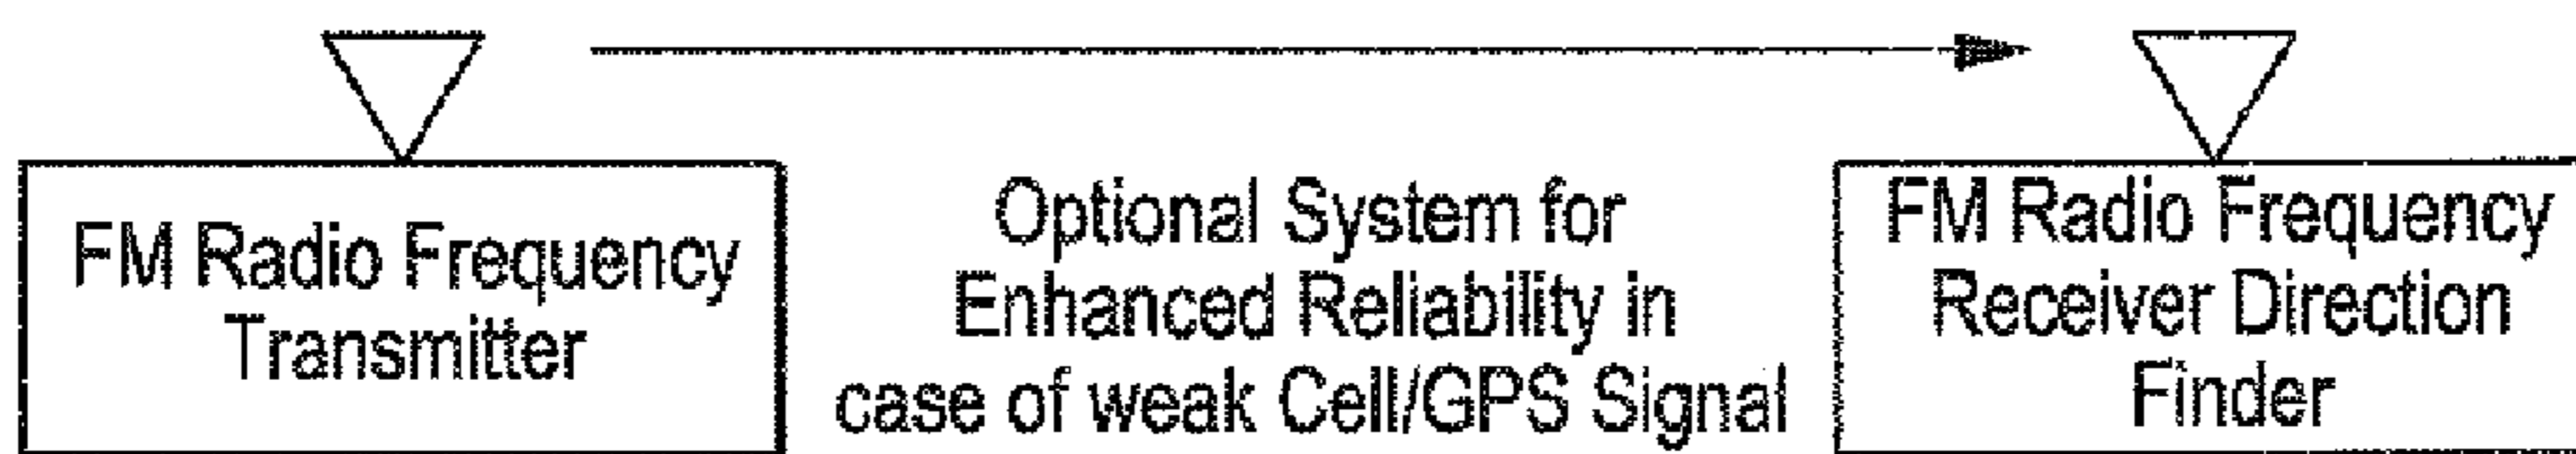 FM Radio Frequency
Transmitter
Optional System for
Enhanced Reliability in
case of weak Cell/GPS Signal
FM Radio Frequency
Receiver Direction
Finder